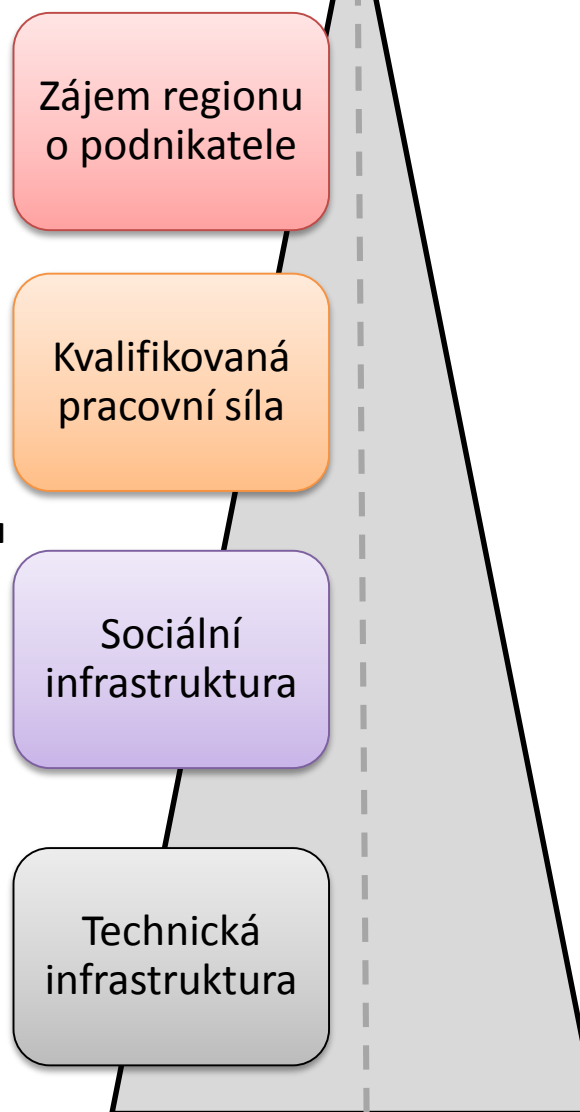 Zájem regionu
o podnikatele
Kvalifikovaná
pracovní síla
Sociální
infrastruktura
Technická
infrastruktura